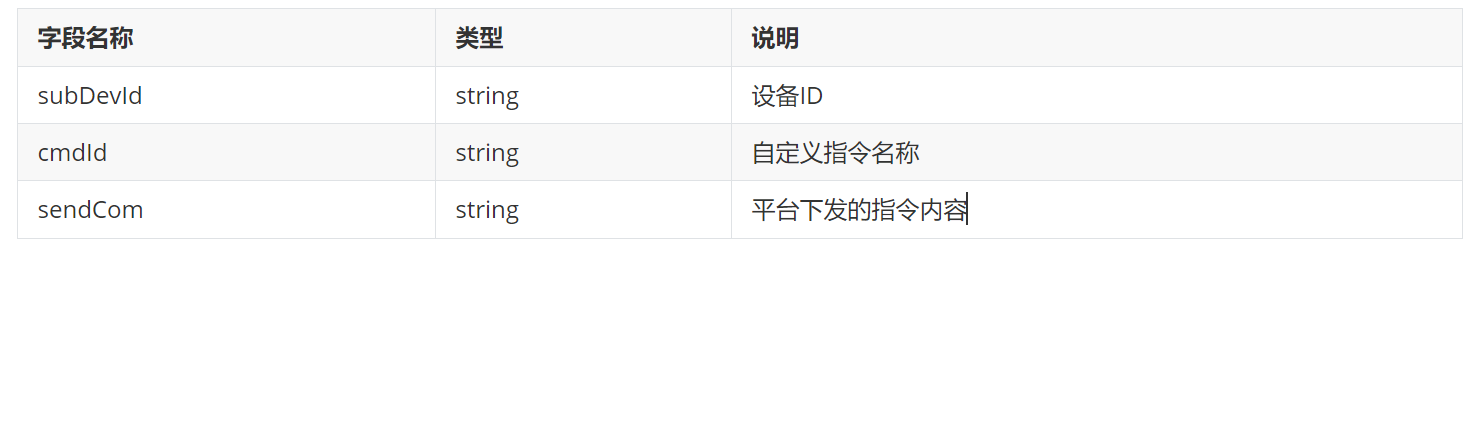 字段名称 类型 说明
subDevId string 设备ID
cmdId string 自定义指令名称
sendCom string 平台下发的指令内容